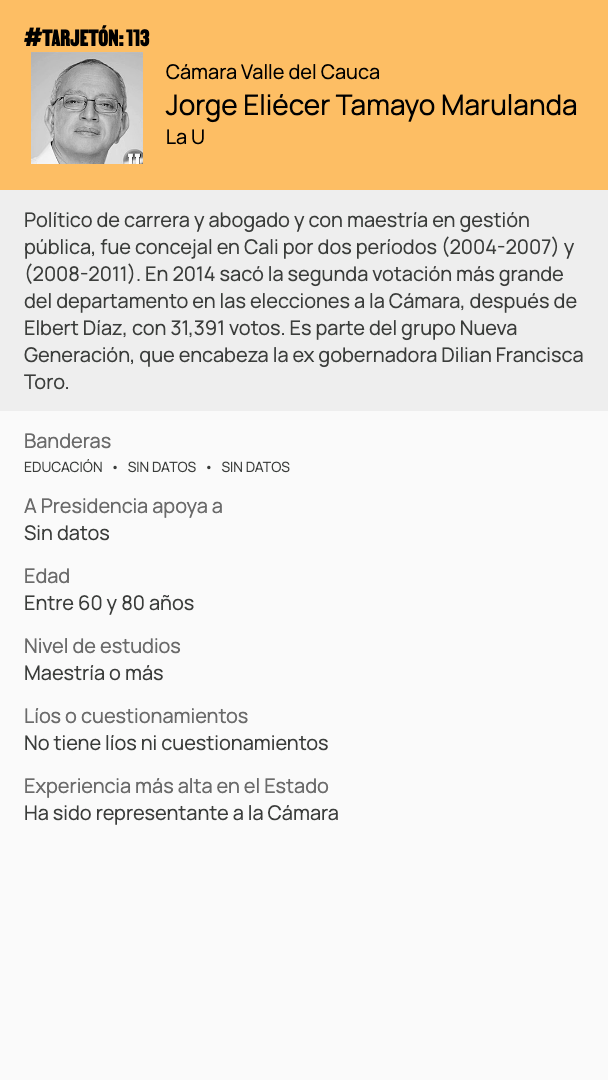 #TARJETÓN: 113
Cámara Valle del Cauca
Jorge Eliécer Tamayo Marulanda
La U
Político de carrera y abogado y con maestría en gestión
pública, fue concejal en Cali por dos períodos (2004-2007) y
(2008-2011). En 2014 sacó la segunda votación más grande
del departamento en las elecciones a la Cámara, después de
Elbert Díaz, con 31,391 votos. Es parte del grupo Nueva
Generación, que encabeza la ex gobernadora Dilian Francisca
Toro.
Banderas
EDUCACIÓN • SIN DATOS • SIN DATOS
A Presidencia apoya a
Sin datos
Edad
Entre 60 y 80 años
Nivel de estudios
Maestría o más
Líos o cuestionamientos
No tiene líos ni cuestionamientos
Experiencia más alta en el Estado
Ha sido representante a la Cámara